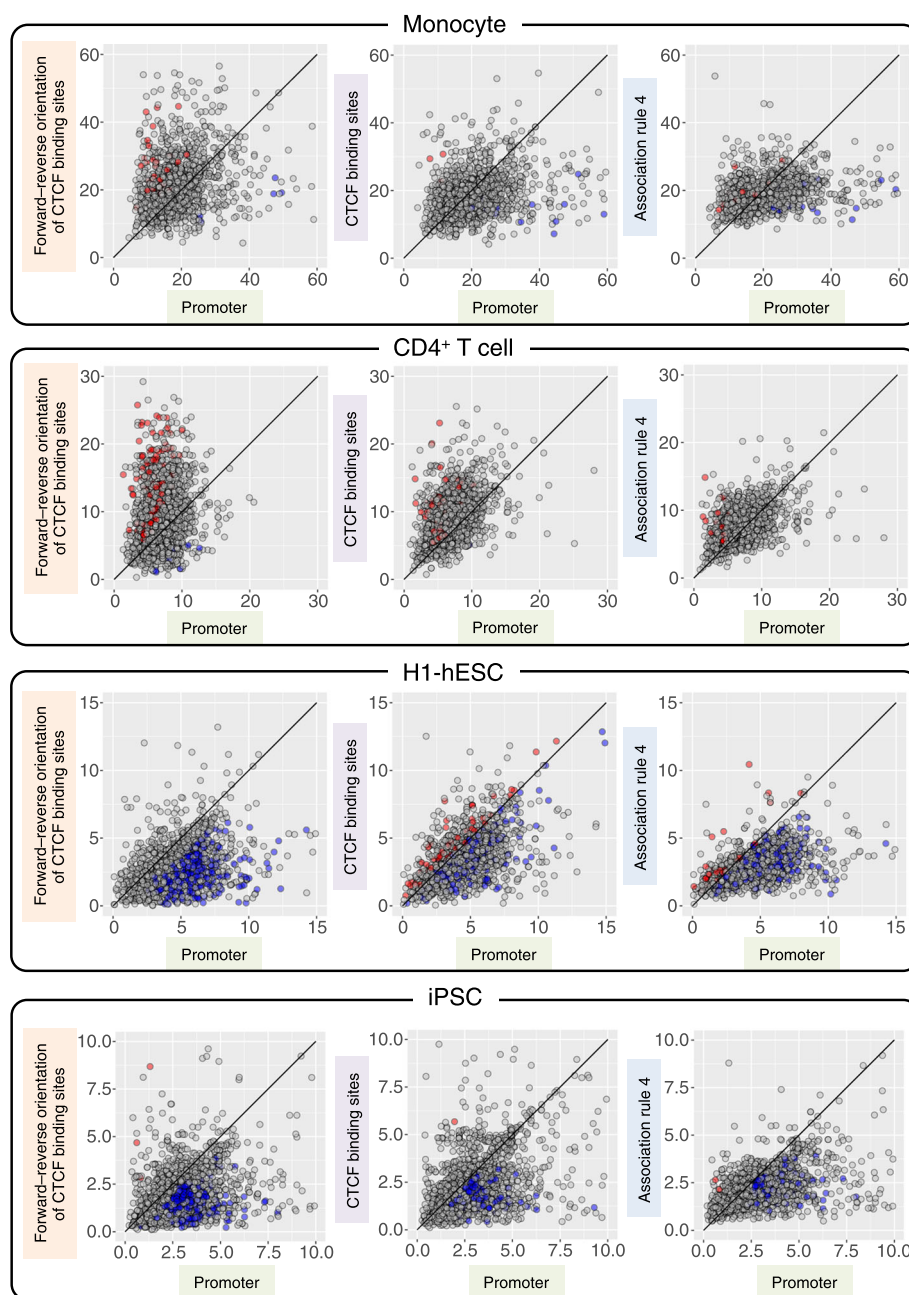 Monocyte
Forward–reverse orientation
of CTCF binding sites
60
40
20
0
0 20 40 60
Promoter
CTCF binding sites
60
40
20
0
0 20 40 60
Promoter
Association rule 4
60
40
20
0
0 20 40 60
Promoter
CD4+ T cell
Forward–reverse orientation
of CTCF binding sites
30
20
10
0
0 10 20 30
Promoter
CTCF binding sites
30
20
10
0
0 10 20 30
Promoter
Association rule 4
30
20
10
0
0 10 20 30
Promoter
H1-hESC
Forward–reverse orientation
of CTCF binding sites
15
10
5
0
0 5 10 15
Promoter
CTCF binding sites
15
10
5
0
0 5 10 15
Promoter
Association rule 4
15
10
5
0
0 5 10 15
Promoter
iPSC
Forward–reverse orientation
of CTCF binding sites
10.0
7.5
5.0
2.5
0.0
0.0 2.5 5.0 7.5 10.0
Promoter
CTCF binding sites
10.0
7.5
5.0
2.5
0.0
0.0 2.5 5.0 7.5 10.0
Promoter
Association rule 4
10.0
7.5
5.0
2.5
0.0
0.0 2.5 5.0 7.5 10.0
Promoter